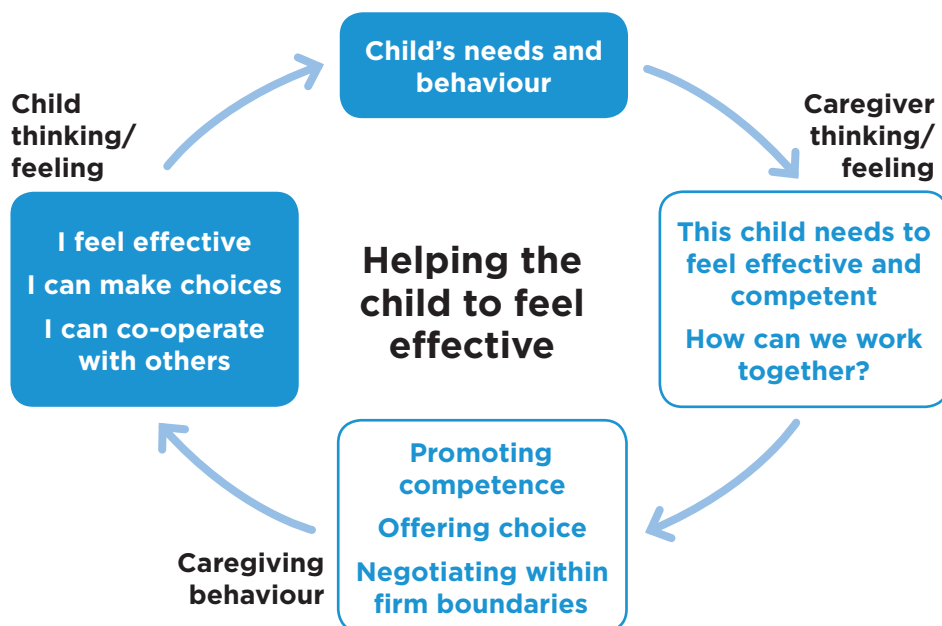 Child's needs and
behaviour
Child
thinking/
feeling
Caregiver
thinking/
feeling
I feel effective
I can make choices
I can co-operate
with others
Helping the
child to feel
effective
This child needs to
feel effective and
competent
How can we work
together?
Promoting
competence
Offering choice
Negotiating within
firm boundaries
Caregiving
behaviour